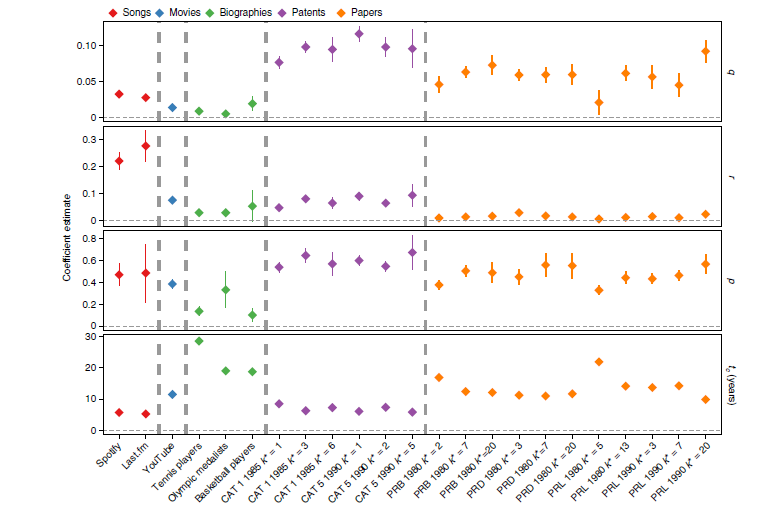 Songs Movies Biographies Patents Papers
0.10
0.05
0
q
0.3
0.2
0.1
0
r
Coefficient estimate
0.8
0.6
0.4
0.2
0
p
30
20
10
0
t_c (years)
Spotify
Last.fm
YouTube
Tennis players
Olympic medalists
Basketball players
CAT 1 1985 k* = 1
CAT 1 1985 k* = 3
CAT 1 1985 k* = 6
CAT 5 1990 k* = 1
CAT 5 1990 k* = 2
CAT 5 1990 k* = 5
PRB 1980 k* = 2
PRB 1980 k* = 7
PRB 1980 k* =20
PRD 1980 k* = 3
PRD 1980 k* =7
PRD 1980 k* = 20
PRL 1980 k* = 5
PRL 1990 k* = 13
PRL 1990 k* = 3
PRL 1990 k* = 7
PRL 1990 k* = 20